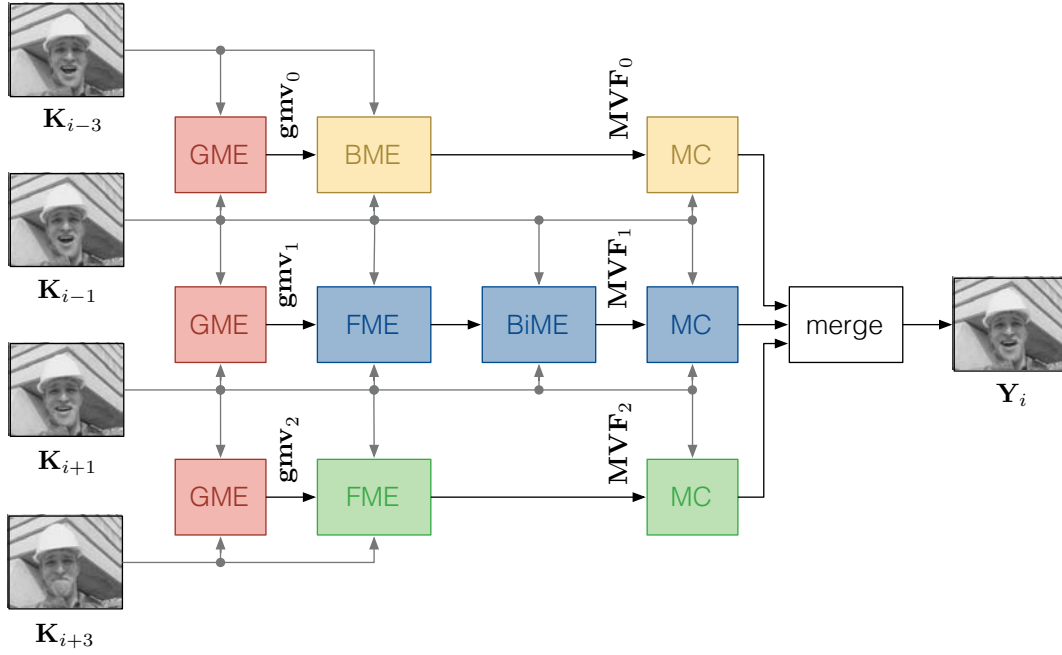 K_{i−3}
gmv_0
MVF_0
GME
BME
MC
K_{i−1}
gmv_1
MVF_1
GME
FME
BiME
MC
merge
Y_i
K_{i+1}
gmv_2
MVF_2
GME
FME
MC
K_{i+3}